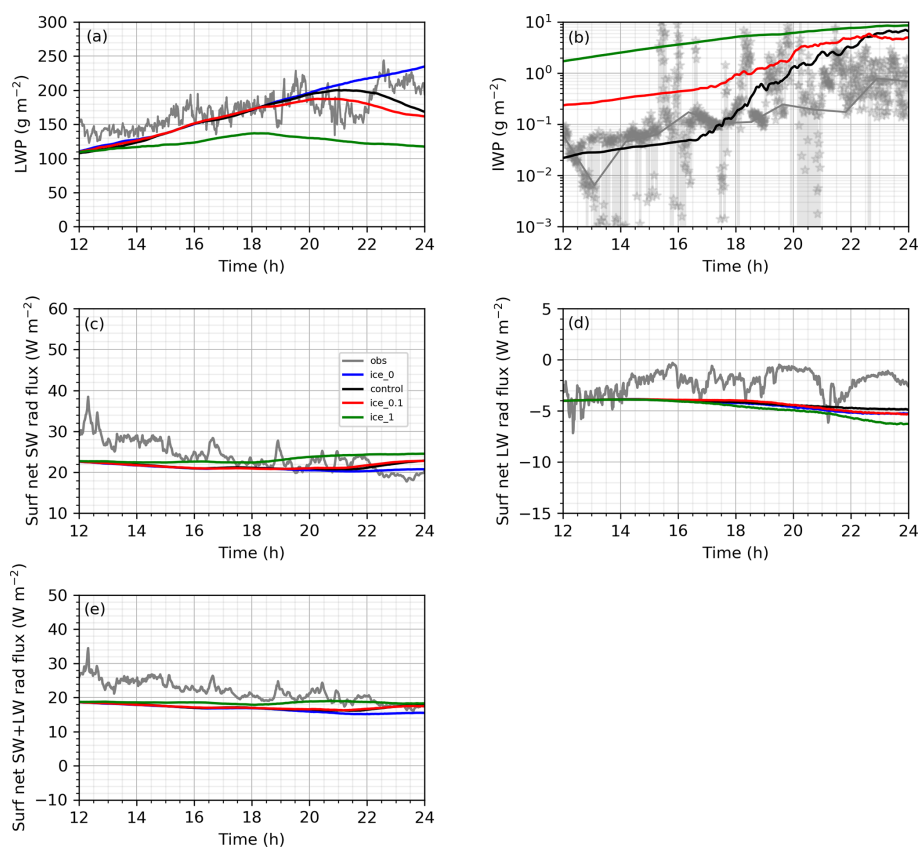 (a)
LWP (g m⁻²)
300
250
200
150
100
50
0
12 14 16 18 20 22 24
Time (h)
(b)
IWP (g m⁻²)
10¹
10⁰
10⁻¹
10⁻²
10⁻³
12 14 16 18 20 22 24
Time (h)
(c)
Surf net SW rad flux (W m⁻²)
60
50
40
30
20
10
obs
ice_0
control
ice_0.1
ice_1
12 14 16 18 20 22 24
Time (h)
(d)
Surf net LW rad flux (W m⁻²)
5
0
−5
−10
−15
12 14 16 18 20 22 24
Time (h)
(e)
Surf net SW+LW rad flux (W m⁻²)
50
40
30
20
10
0
−10
12 14 16 18 20 22 24
Time (h)